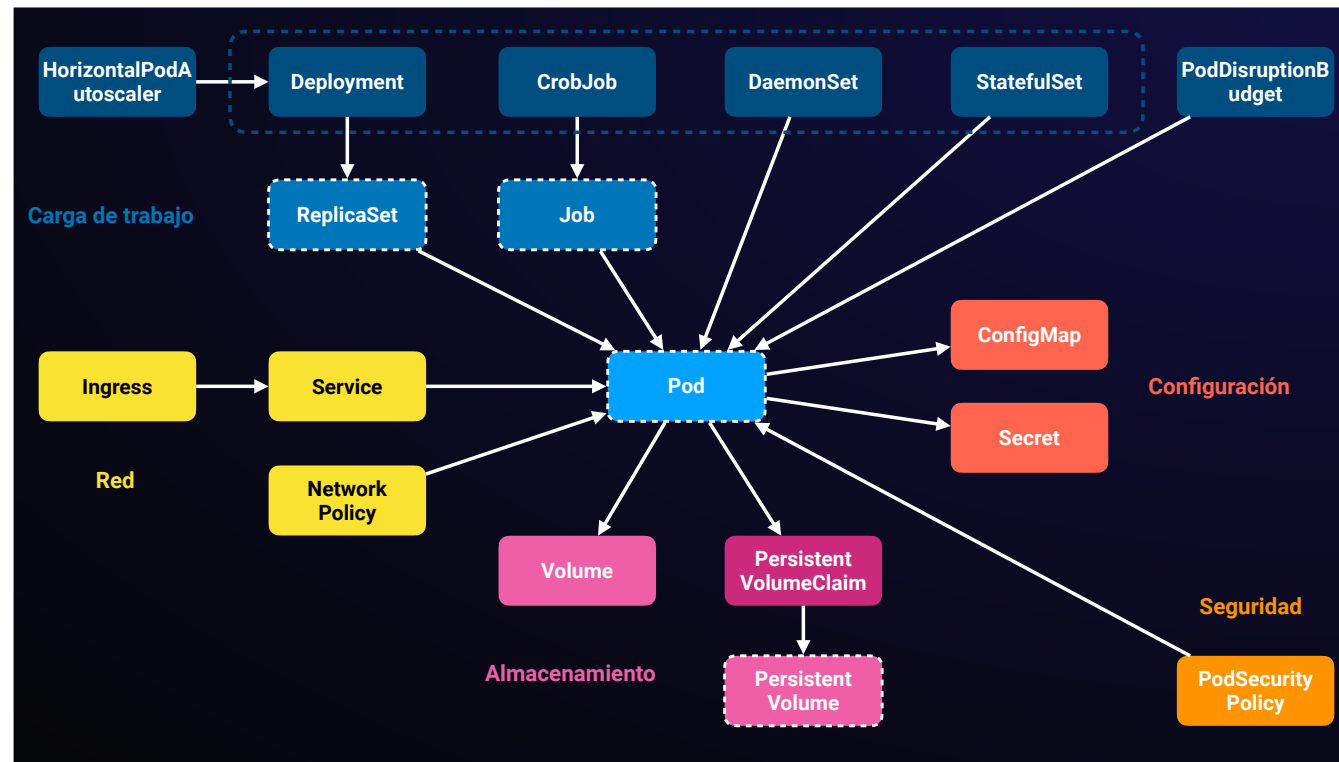 HorizontalPodA
utoscaler
Deployment
CrobJob
DaemonSet
StatefulSet
PodDisruptionB
udget
Carga de trabajo
ReplicaSet
Job
ConfigMap
Ingress
Service
Pod
Configuración
Secret
Red
Network
Policy
Volume
Persistent
VolumeClaim
Seguridad
Almacenamiento
Persistent
Volume
PodSecurity
Policy